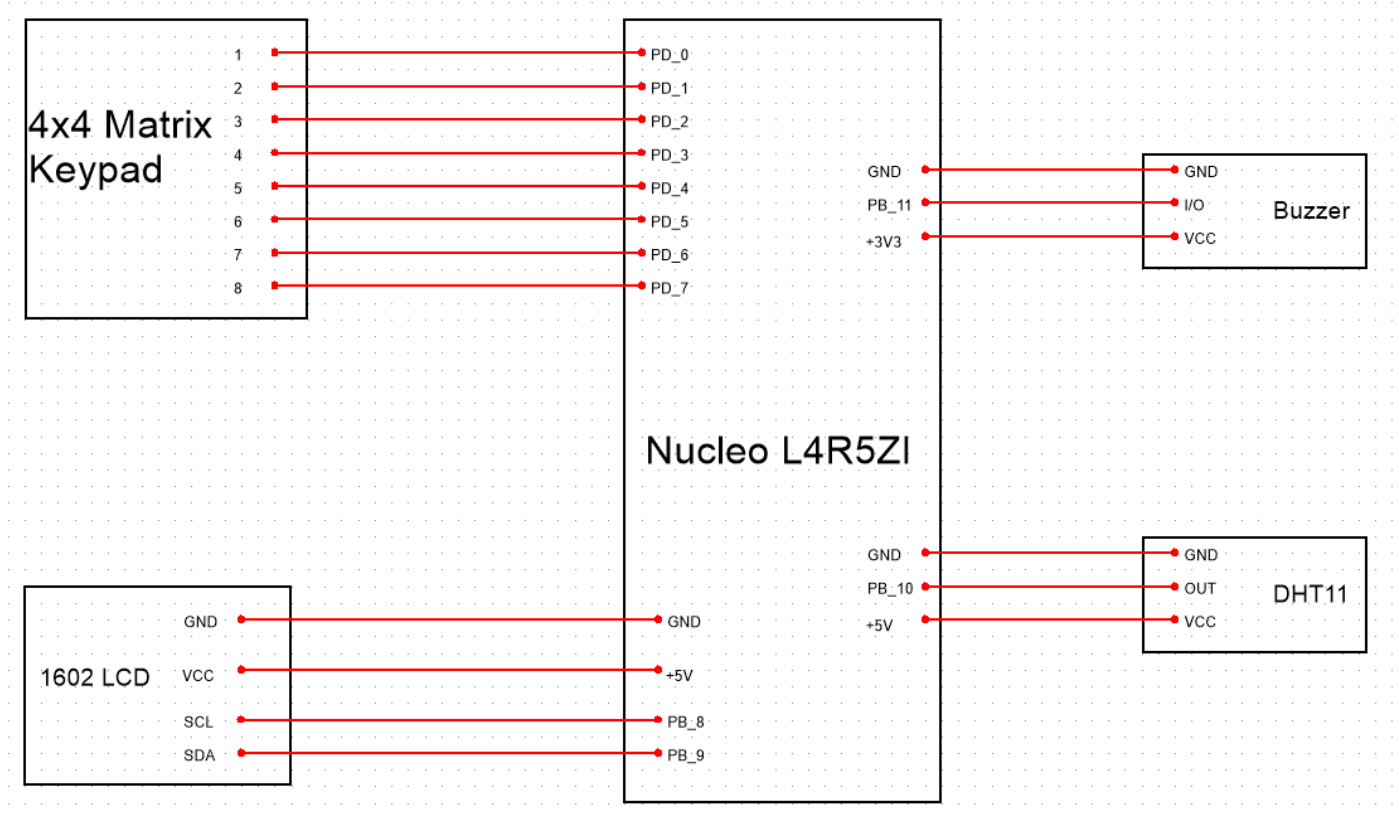 1
2
4x4 Matrix
Keypad
3
4
5
6
7
8
PD_0
PD_1
PD_2
PD_3
PD_4
PD_5
PD_6
PD_7
GND
PB_11
+3V3
GND
I/O
VCC
Buzzer
Nucleo L4R5ZI
1602 LCD
GND
VCC
SCL
SDA
GND
+5V
PB_8
PB_9
GND
PB_10
+5V
GND
OUT
VCC
DHT11